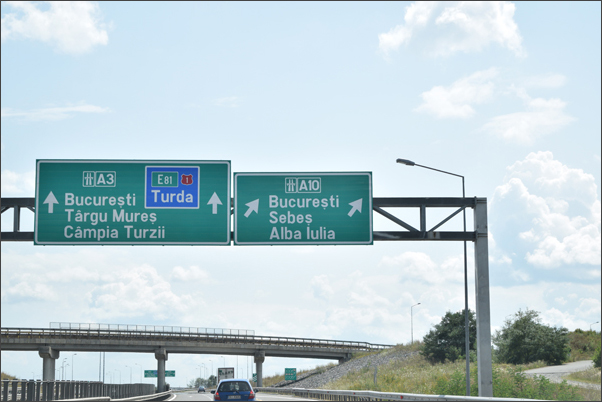 A3
E81 1
Turda
București
Târgu Mureș
Câmpia Turzii
A10
București
Sebeș
Alba Iulia